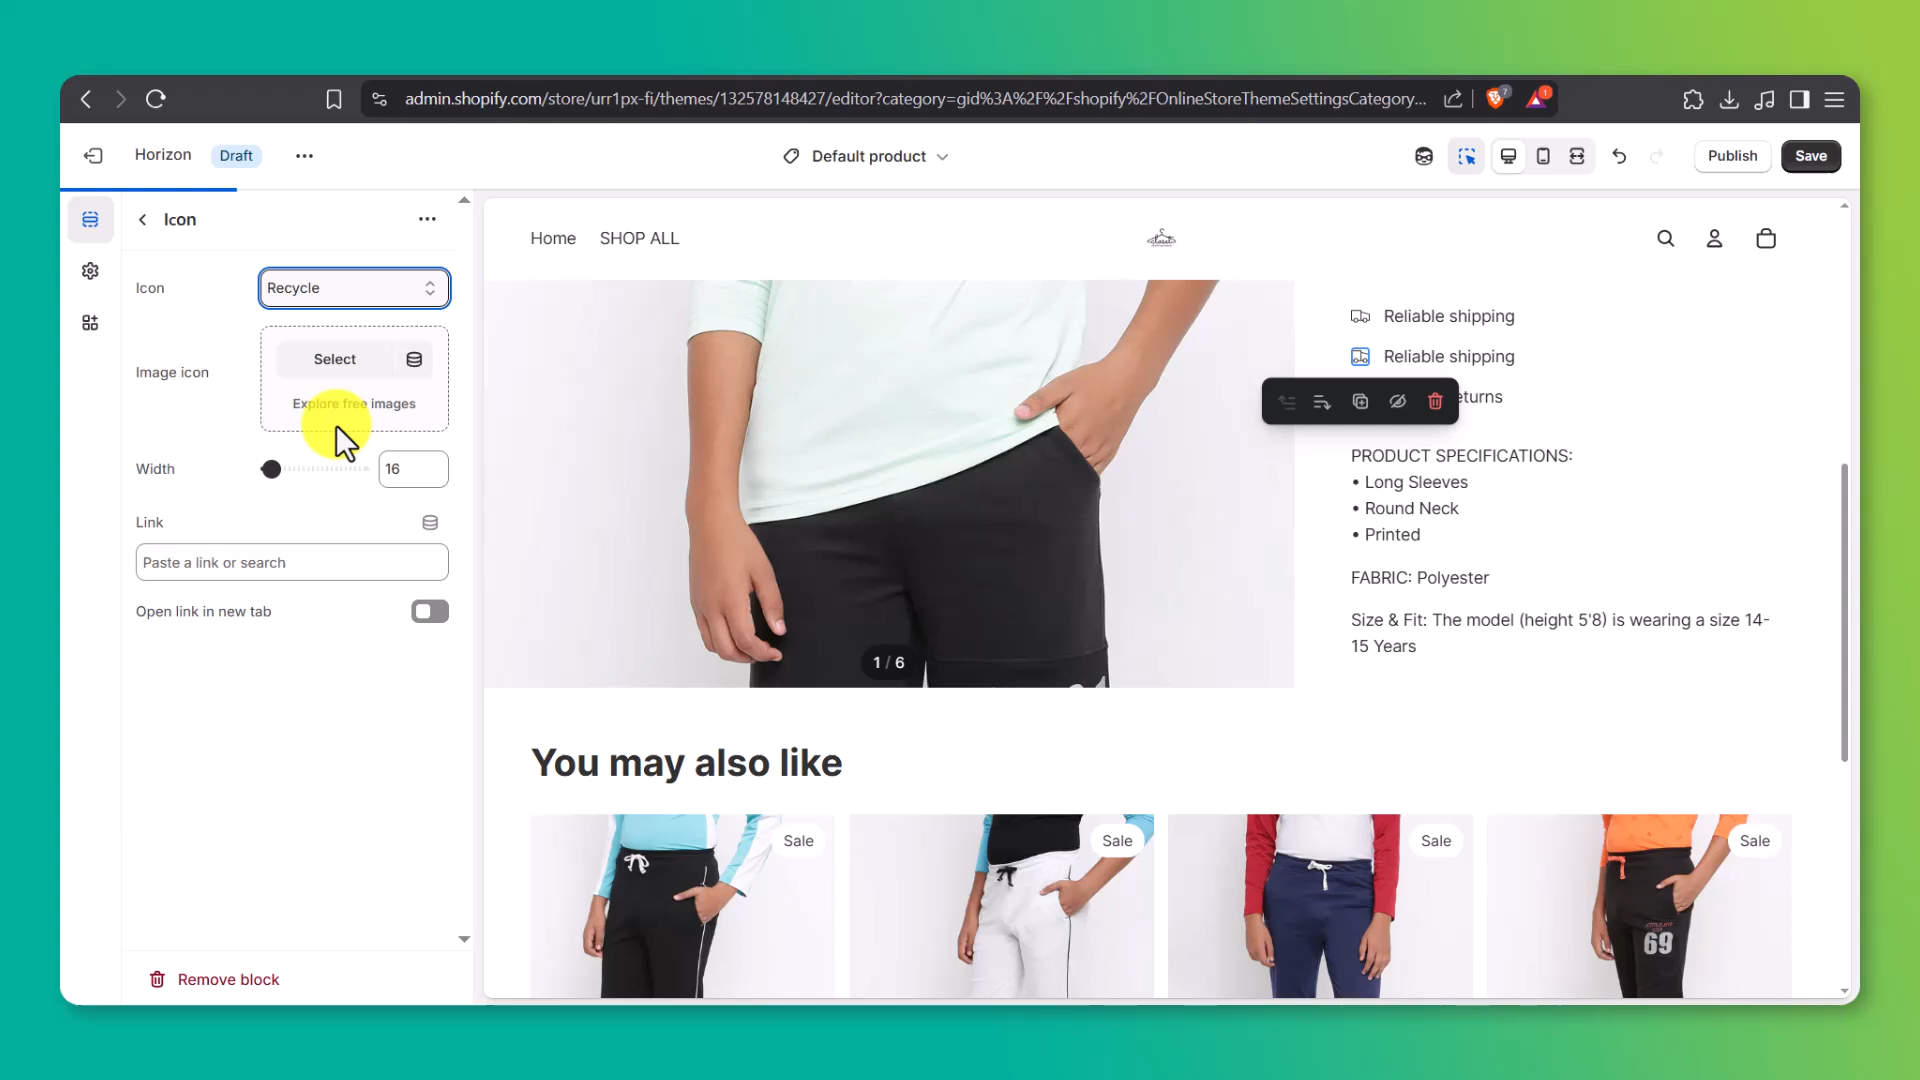 admin.shopify.com/store/urr1px-fi/themes/132578148427/editor?category=gid%3A%2F%2Fshopify%2FOnlineStoreThemeSettingsCategory...
7
1
Horizon
Draft
Default product
Publish
Save
Icon
Icon
Recycle
Image icon
Select
Explore free images
Width
16
Link
Paste a link or search
Open link in new tab
Remove block
Home
SHOP ALL
Reliable shipping
Reliable shipping
eturns
PRODUCT SPECIFICATIONS:
• Long Sleeves
• Round Neck
• Printed
FABRIC: Polyester
Size & Fit: The model (height 5'8) is wearing a size 14-
15 Years
1 / 6
You may also like
Sale
Sale
Sale
Sale
69